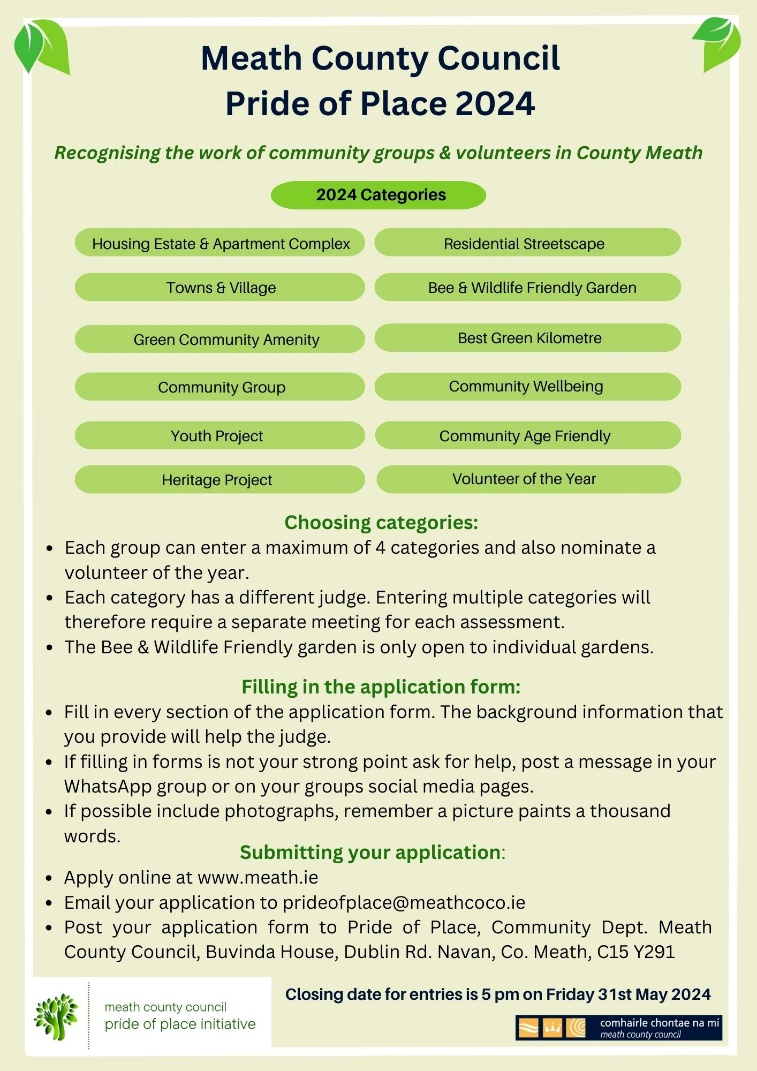 Meath County Council
Pride of Place 2024
Recognising the work of community groups & volunteers in County Meath
2024 Categories
Housing Estate & Apartment Complex
Residential Streetscape
Towns & Village
Bee & Wildlife Friendly Garden
Green Community Amenity
Best Green Kilometre
Community Group
Community Wellbeing
Youth Project
Community Age Friendly
Heritage Project
Volunteer of the Year
Choosing categories:
• Each group can enter a maximum of 4 categories and also nominate a
volunteer of the year.
• Each category has a different judge. Entering multiple categories will
therefore require a separate meeting for each assessment.
• The Bee & Wildlife Friendly garden is only open to individual gardens.
Filling in the application form:
• Fill in every section of the application form. The background information that
you provide will help the judge.
• If filling in forms is not your strong point ask for help, post a message in your
WhatsApp group or on your groups social media pages.
• If possible include photographs, remember a picture paints a thousand
words.
Submitting your application:
• Apply online at www.meath.ie
• Email your application to prideofplace@meathcoco.ie
• Post your application form to Pride of Place, Community Dept. Meath
County Council, Buvinda House, Dublin Rd. Navan, Co. Meath, C15 Y291
meath county council
pride of place initiative
Closing date for entries is 5 pm on Friday 31st May 2024
comhairle chontae na mí
meath county council